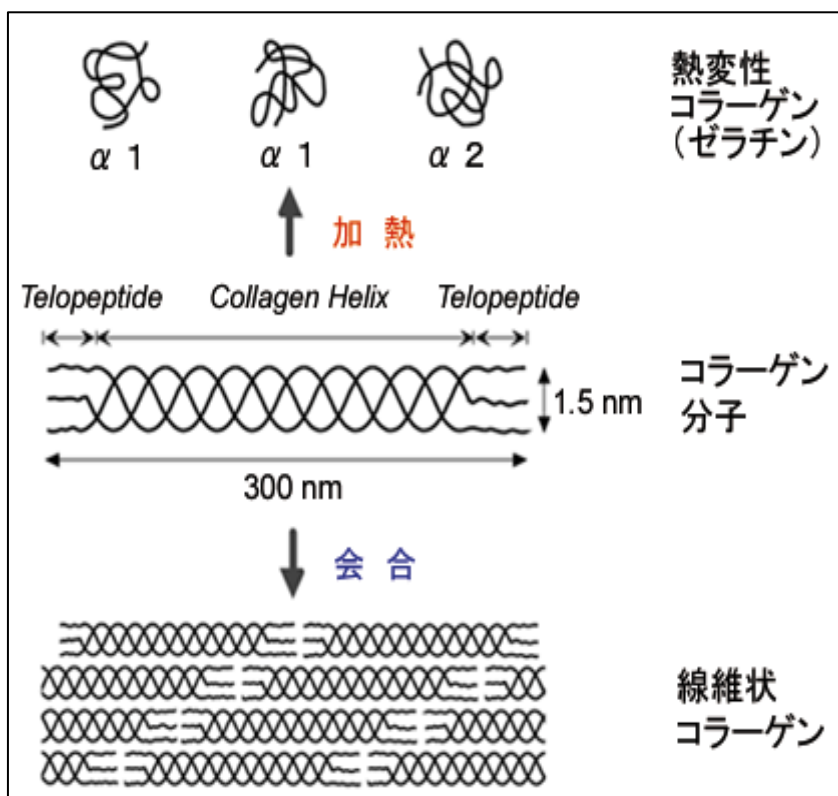 熱変性
コラーゲン
(ゼラチン)
α 1
α 1
α 2
加 熱
Telopeptide
Collagen Helix
Telopeptide
コラーゲン
分子
1.5 nm
300 nm
会 合
線維状
コラーゲン